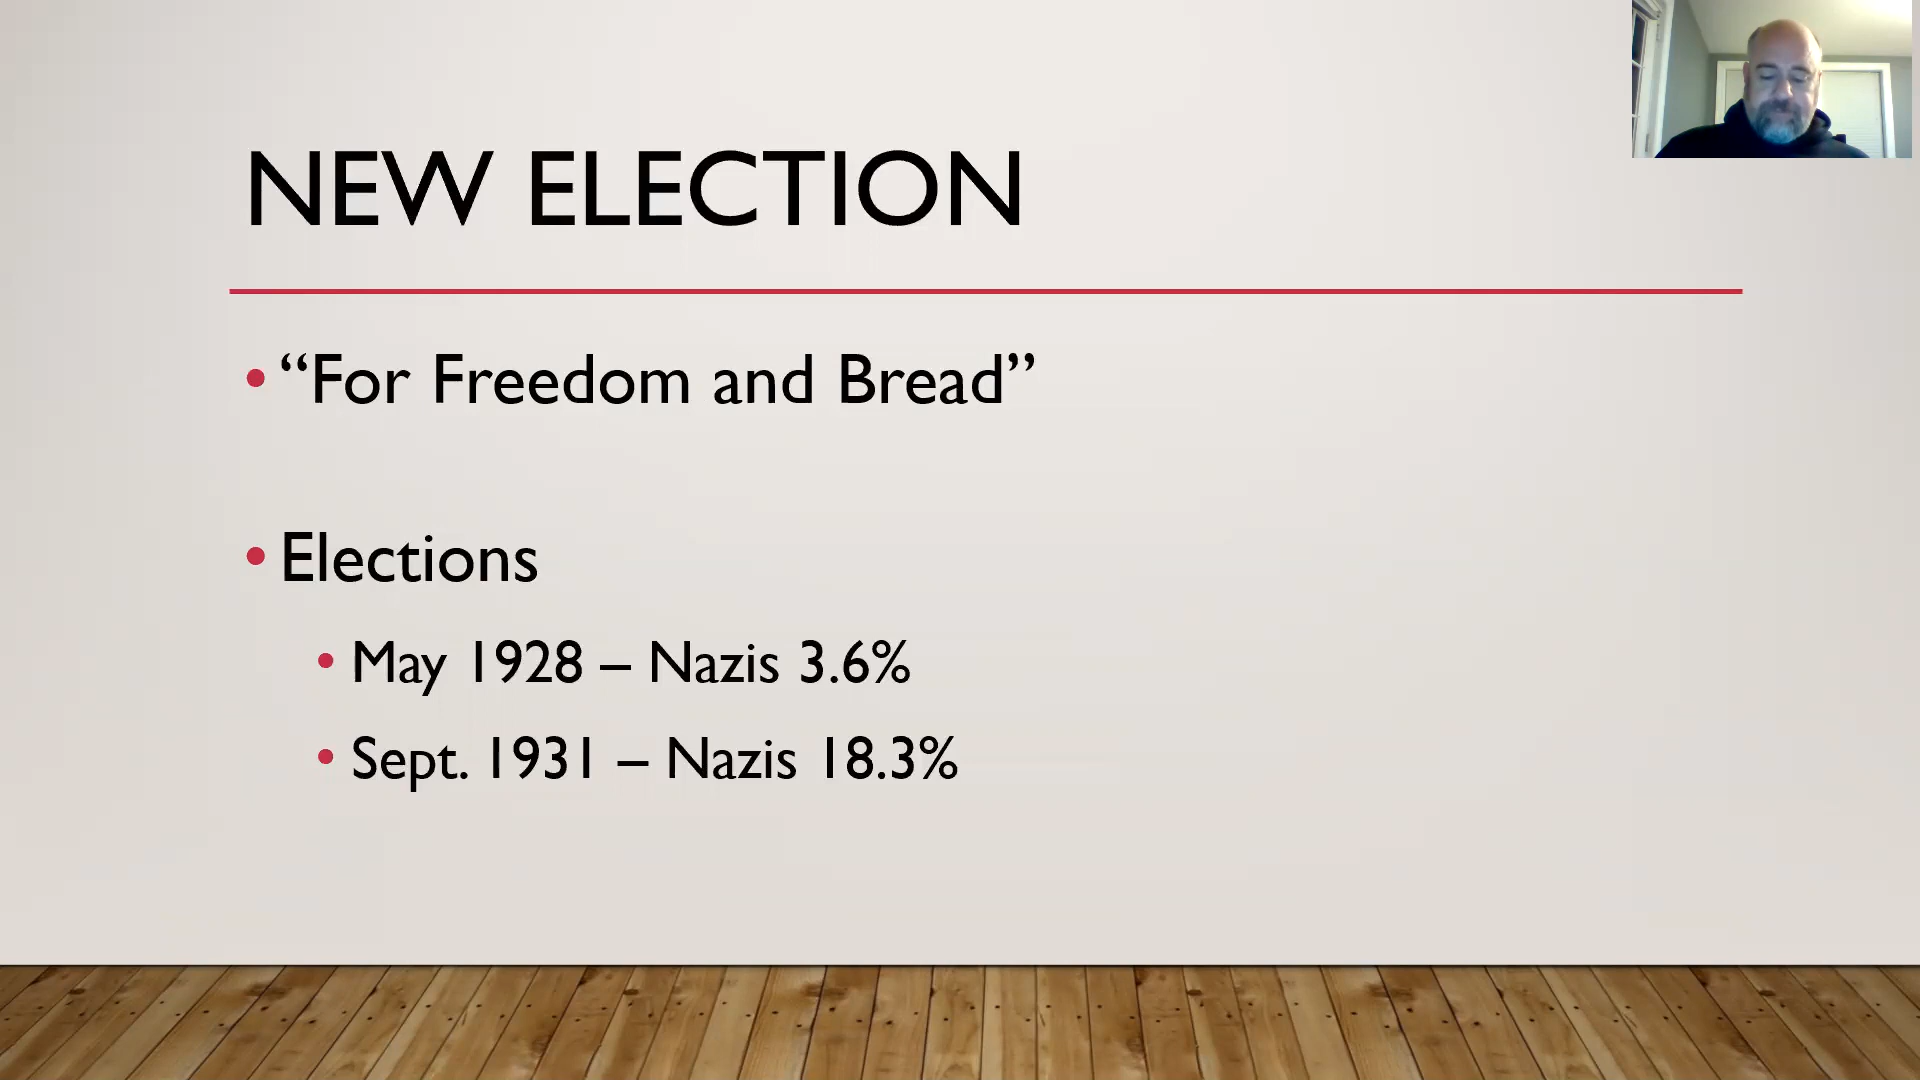 NEW ELECTION
• “For Freedom and Bread”
• Elections
• May 1928 – Nazis 3.6%
• Sept. 1931 – Nazis 18.3%